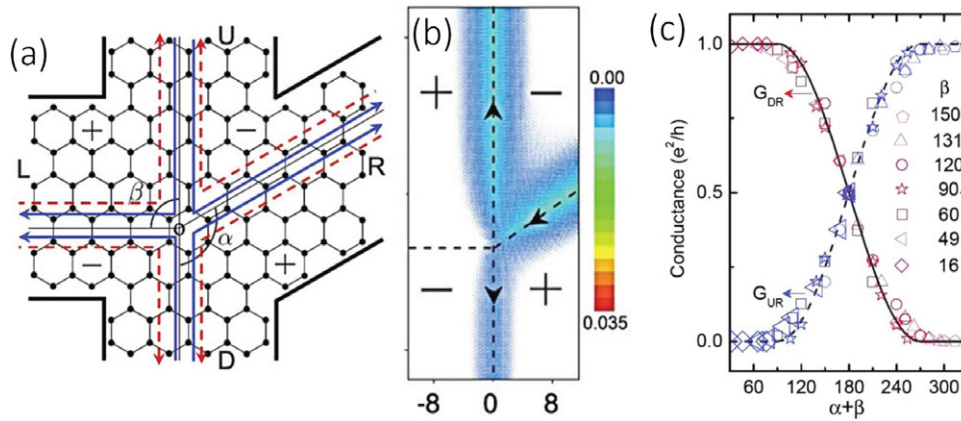 (a)
U
+
−
L
R
β
o
α
−
+
D
(b)
+
−
−
+
-8
0
8
0.00
0.035
(c)
Conductance (e²/h)
1.0
0.5
0.0
G_DR
G_UR
β
150
131
120
90
60
49
16
60
120
180
240
300
α+β